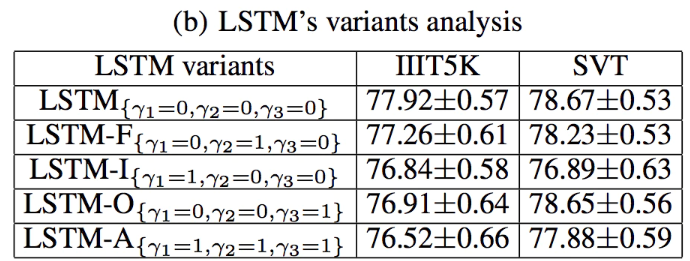 (b) LSTM's variants analysis
LSTM variants IIIT5K SVT
LSTM{γ1=0,γ2=0,γ3=0} 77.92±0.57 78.67±0.53
LSTM-F{γ1=0,γ2=1,γ3=0} 77.26±0.61 78.23±0.53
LSTM-I{γ1=1,γ2=0,γ3=0} 76.84±0.58 76.89±0.63
LSTM-O{γ1=0,γ2=0,γ3=1} 76.91±0.64 78.65±0.56
LSTM-A{γ1=1,γ2=1,γ3=1} 76.52±0.66 77.88±0.59